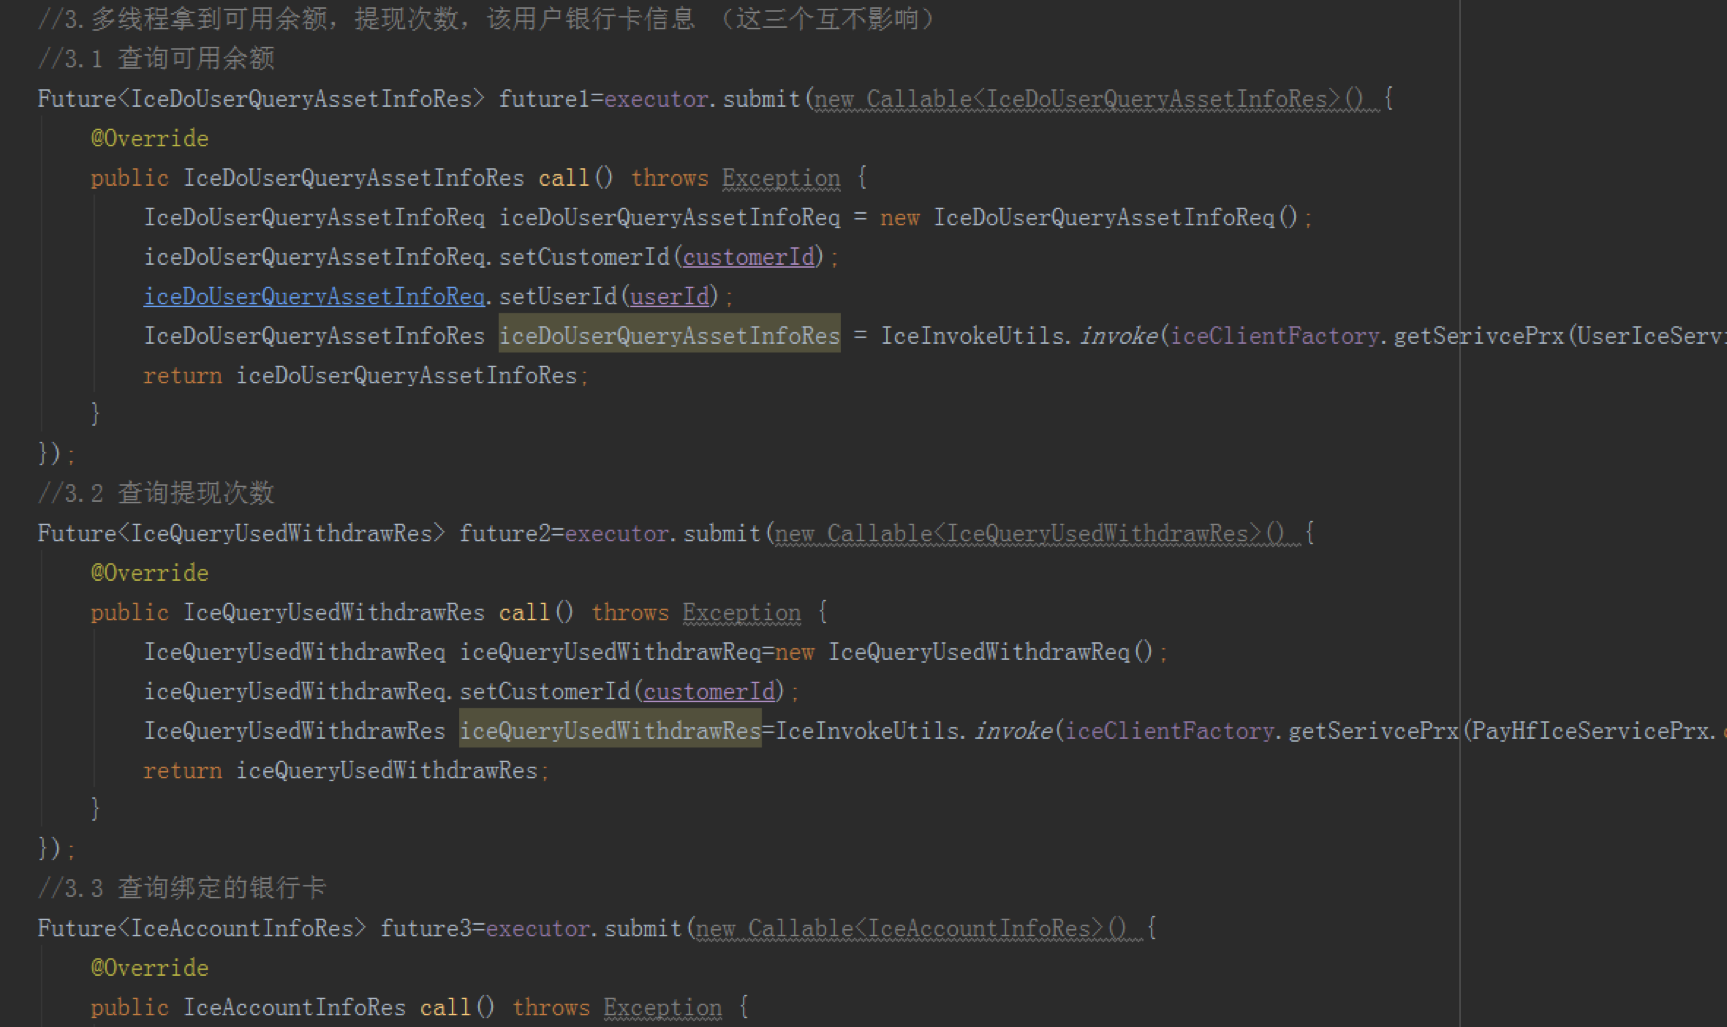 //3.多线程拿到可用余额，提现次数，该用户银行卡信息 （这三个互不影响）
//3.1 查询可用余额
Future<IceDoUserQueryAssetInfoRes> future1=executor.submit(new Callable<IceDoUserQueryAssetInfoRes>() {
@Override
public IceDoUserQueryAssetInfoRes call() throws Exception {
IceDoUserQueryAssetInfoReq iceDoUserQueryAssetInfoReq = new IceDoUserQueryAssetInfoReq();
iceDoUserQueryAssetInfoReq.setCustomerId(customerId);
iceDoUserQueryAssetInfoReq.setUserId(userId);
IceDoUserQueryAssetInfoRes iceDoUserQueryAssetInfoRes = IceInvokeUtils.invoke(iceClientFactory.getSerivcePrx(UserIceServi
return iceDoUserQueryAssetInfoRes;
}
});
//3.2 查询提现次数
Future<IceQueryUsedWithdrawRes> future2=executor.submit(new Callable<IceQueryUsedWithdrawRes>() {
@Override
public IceQueryUsedWithdrawRes call() throws Exception {
IceQueryUsedWithdrawReq iceQueryUsedWithdrawReq=new IceQueryUsedWithdrawReq();
iceQueryUsedWithdrawReq.setCustomerId(customerId);
IceQueryUsedWithdrawRes iceQueryUsedWithdrawRes=IceInvokeUtils.invoke(iceClientFactory.getSerivcePrx(PayHfIceServicePrx.
return iceQueryUsedWithdrawRes;
}
});
//3.3 查询绑定的银行卡
Future<IceAccountInfoRes> future3=executor.submit(new Callable<IceAccountInfoRes>() {
@Override
public IceAccountInfoRes call() throws Exception {